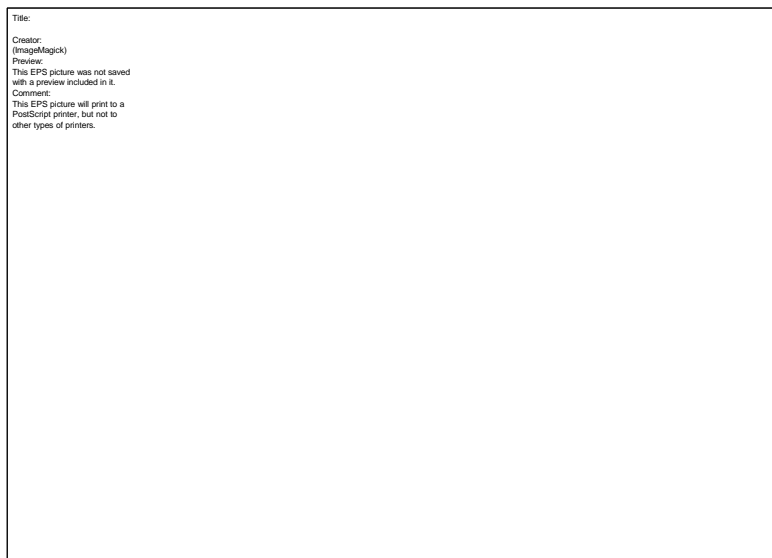 Title:
Creator:
(ImageMagick)
Preview:
This EPS picture was not saved
with a preview included in it.
Comment:
This EPS picture will print to a
PostScript printer, but not to
other types of printers.